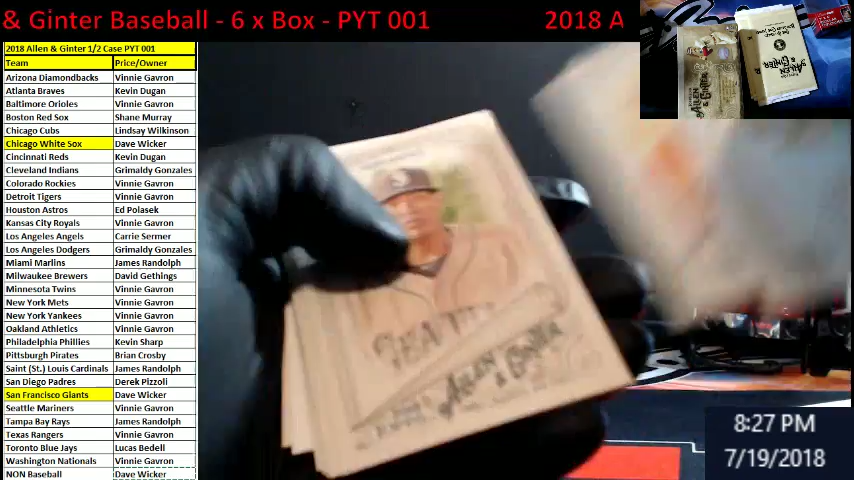 & Ginter Baseball - 6 x Box - PYT 001 2018 A
2018 Allen & Ginter 1/2 Case PYT 001
Team Price/Owner
Arizona Diamondbacks Vinnie Gavron
Atlanta Braves Kevin Dugan
Baltimore Orioles Vinnie Gavron
Boston Red Sox Shane Murray
Chicago Cubs Lindsay Wilkinson
Chicago White Sox Dave Wicker
Cincinnati Reds Kevin Dugan
Cleveland Indians Grimaldy Gonzales
Colorado Rockies Vinnie Gavron
Detroit Tigers Vinnie Gavron
Houston Astros Ed Polasek
Kansas City Royals Vinnie Gavron
Los Angeles Angels Carrie Sermer
Los Angeles Dodgers Grimaldy Gonzales
Miami Marlins James Randolph
Milwaukee Brewers David Gethings
Minnesota Twins Vinnie Gavron
New York Mets Vinnie Gavron
New York Yankees Vinnie Gavron
Oakland Athletics Vinnie Gavron
Philadelphia Phillies Kevin Sharp
Pittsburgh Pirates Brian Crosby
Saint (St.) Louis Cardinals James Randolph
San Diego Padres Derek Pizzoli
San Francisco Giants Dave Wicker
Seattle Mariners Vinnie Gavron
Tampa Bay Rays James Randolph
Texas Rangers Vinnie Gavron
Toronto Blue Jays Lucas Bedell
Washington Nationals Vinnie Gavron
NON Baseball Dave Wicker
ALLEN
& GINTER
ALLEN
& GINTER
ALLEN
& GINTER
8:27 PM
7/19/2018